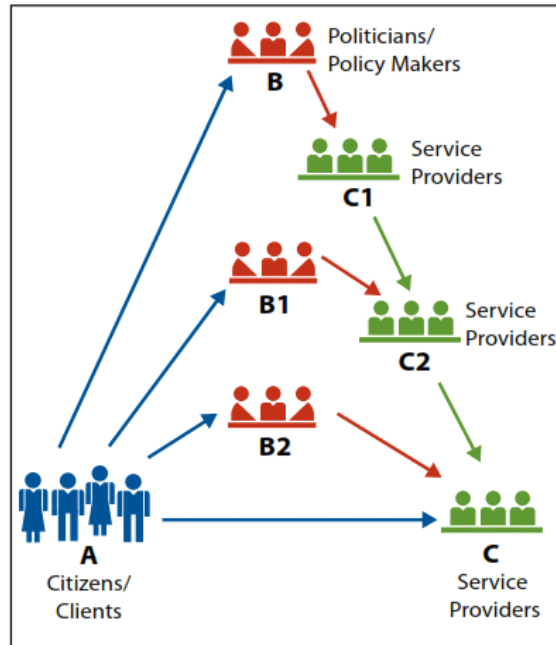 Politicians/
Policy Makers
B
Service
Providers
C1
B1
Service
Providers
C2
B2
A
Citizens/
Clients
C
Service
Providers